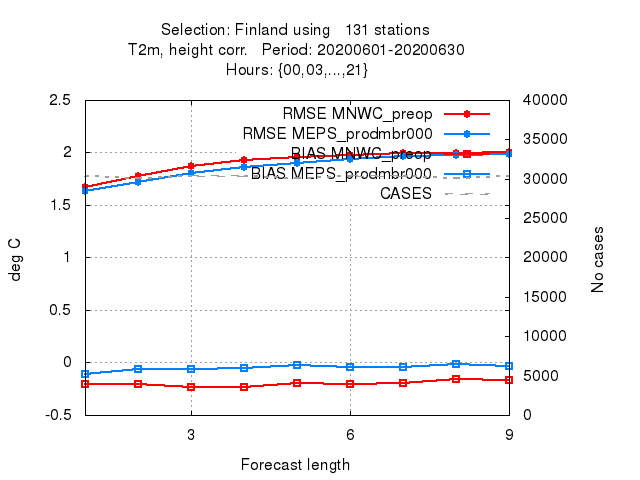 Selection: Finland using   131 stations
T2m, height corr.   Period: 20200601-20200630
Hours: {00,03,...,21}
2.5
2
1.5
1
0.5
0
-0.5
deg C
40000
35000
30000
25000
20000
15000
10000
5000
0
No cases
RMSE MNWC_preop
RMSE MEPS_prodmbr000
BIAS MNWC_preop
BIAS MEPS_prodmbr000
CASES
3
6
9
Forecast length